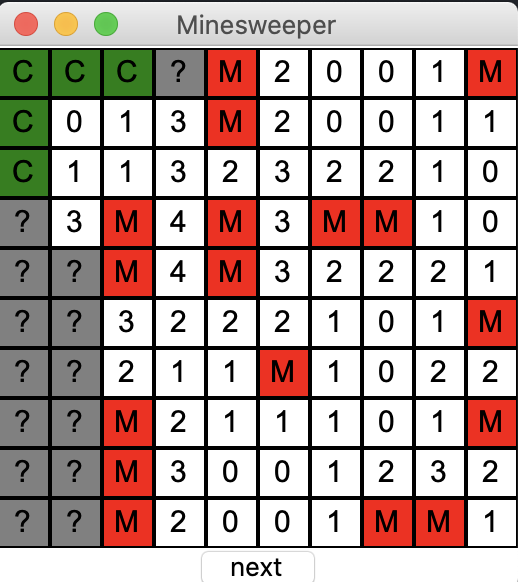 Minesweeper
C C C ? M 2 0 0 1 M
C 0 1 3 M 2 0 0 1 1
C 1 1 3 2 3 2 2 1 0
? 3 M 4 M 3 M M 1 0
? ? M 4 M 3 2 2 2 1
? ? 3 2 2 2 1 0 1 M
? ? 2 1 1 M 1 0 2 2
? ? M 2 1 1 1 0 1 M
? ? M 3 0 0 1 2 3 2
? ? M 2 0 0 1 M M 1
next